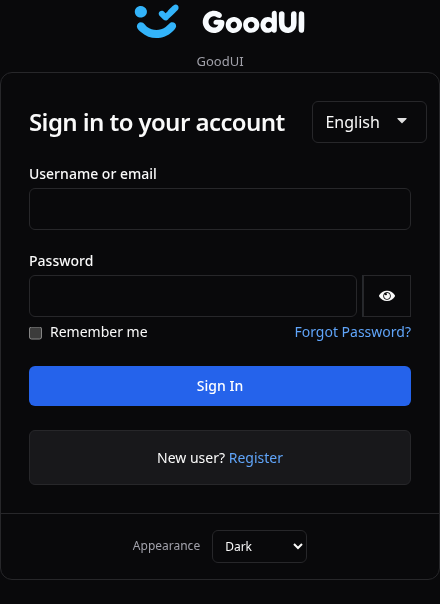 GoodUI
GoodUI
Sign in to your account
English
Username or email
Password
Remember me
Forgot Password?
Sign In
New user? Register
Appearance
Dark